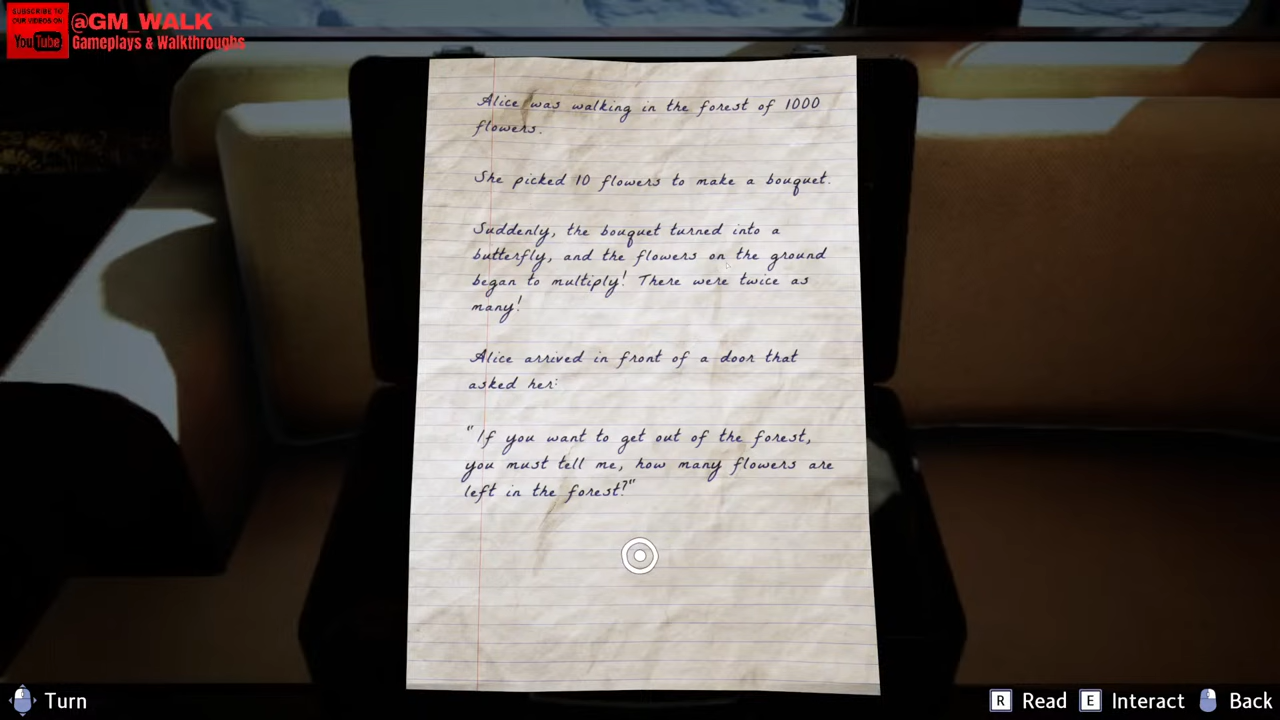 SUBSCRIBE TO
OUR VIDEOS ON
YouTube
@GM_WALK
Gameplays & Walkthroughs
Alice was walking in the forest of 1000
flowers.
She picked 10 flowers to make a bouquet.
Suddenly, the bouquet turned into a
butterfly, and the flowers on the ground
began to multiply! There were twice as
many!
Alice arrived in front of a door that
asked her:
"If you want to get out of the forest,
you must tell me, how many flowers are
left in the forest?"
Turn
R Read E Interact Back